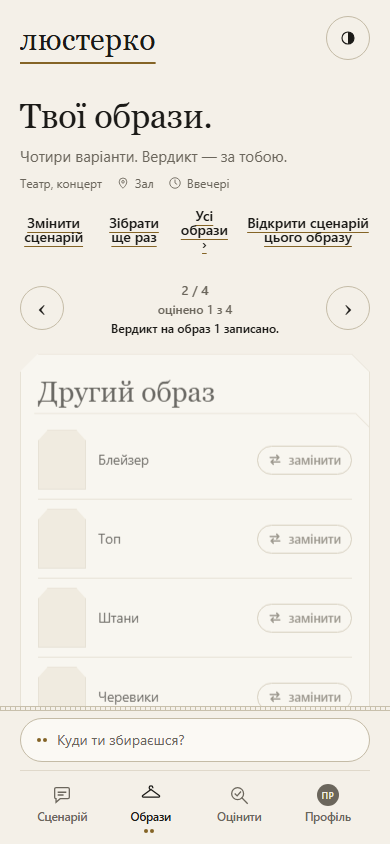 люстерко
Твої образи.
Чотири варіанти. Вердикт — за тобою.
Театр, концерт Зал Ввечері
Змінити сценарій
Зібрати ще раз
Усі образи ›
Відкрити сценарій цього образу
‹
2 / 4
›
оцінено 1 з 4
Вердикт на образ 1 записано.
Другий образ
Блейзер замінити
Топ замінити
Штани замінити
Черевики замінити
Куди ти збираєшся?
ПР
Сценарій Образи Оцінити Профіль